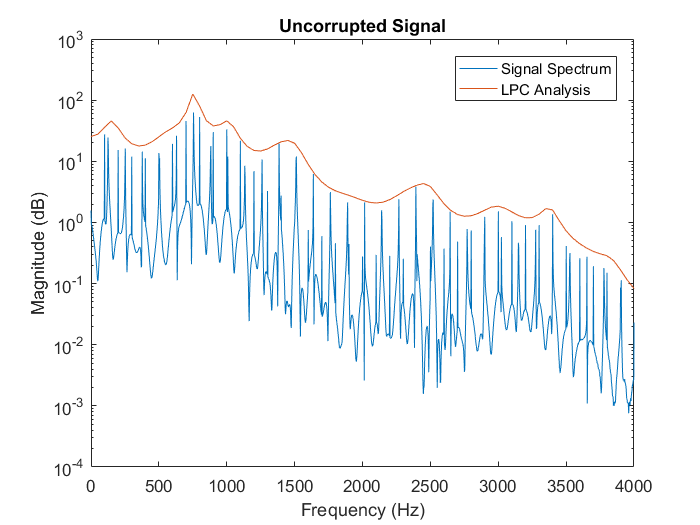 Uncorrupted Signal
10^3
Signal Spectrum
LPC Analysis
10^2
10^1
10^0
10^-1
10^-2
10^-3
10^-4
Magnitude (dB)
0 500 1000 1500 2000 2500 3000 3500 4000
Frequency (Hz)